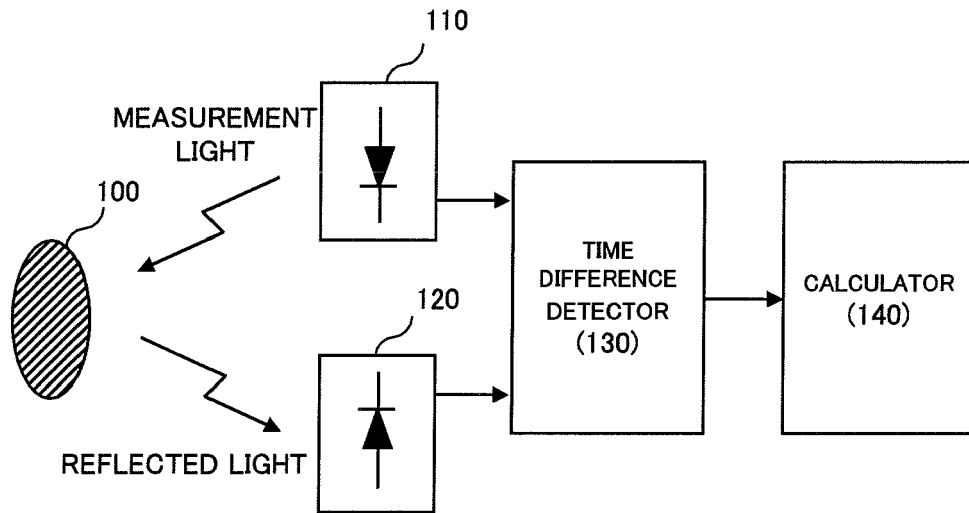 110
MEASUREMENT
LIGHT
100
TIME
DIFFERENCE
DETECTOR
(130)
CALCULATOR
(140)
120
REFLECTED LIGHT